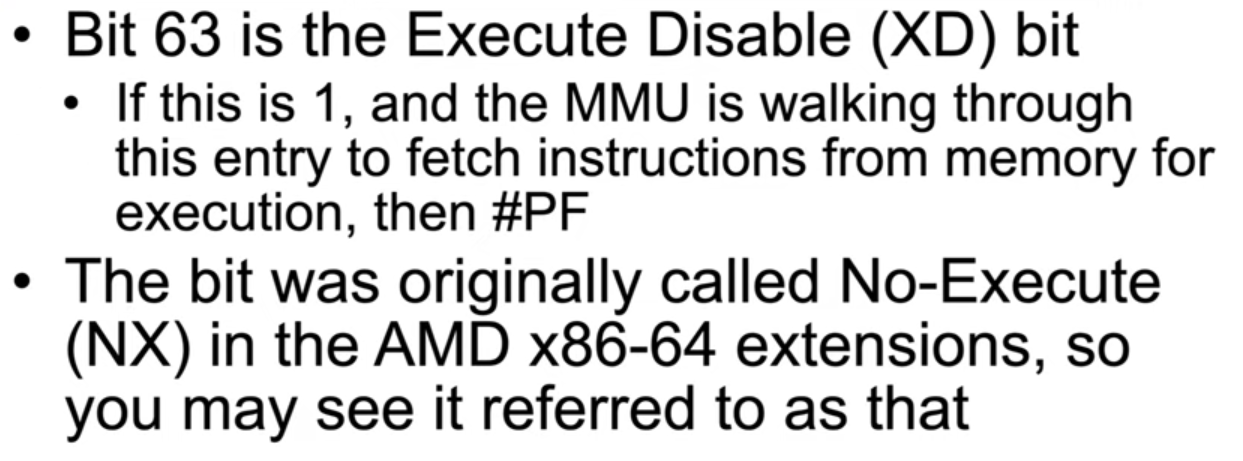 • Bit 63 is the Execute Disable (XD) bit
• If this is 1, and the MMU is walking through
this entry to fetch instructions from memory for
execution, then #PF
• The bit was originally called No-Execute
(NX) in the AMD x86-64 extensions, so
you may see it referred to as that